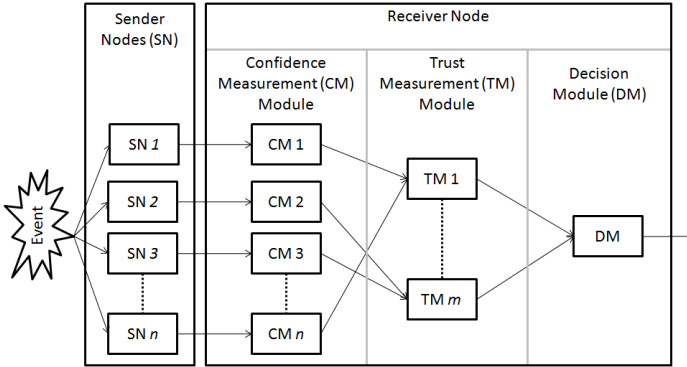 Sender
Nodes (SN)
Receiver Node
Confidence
Measurement (CM)
Module
Trust
Measurement (TM)
Module
Decision
Module (DM)
Event
SN 1
CM 1
TM 1
SN 2
CM 2
DM
SN 3
CM 3
TM m
SN n
CM n